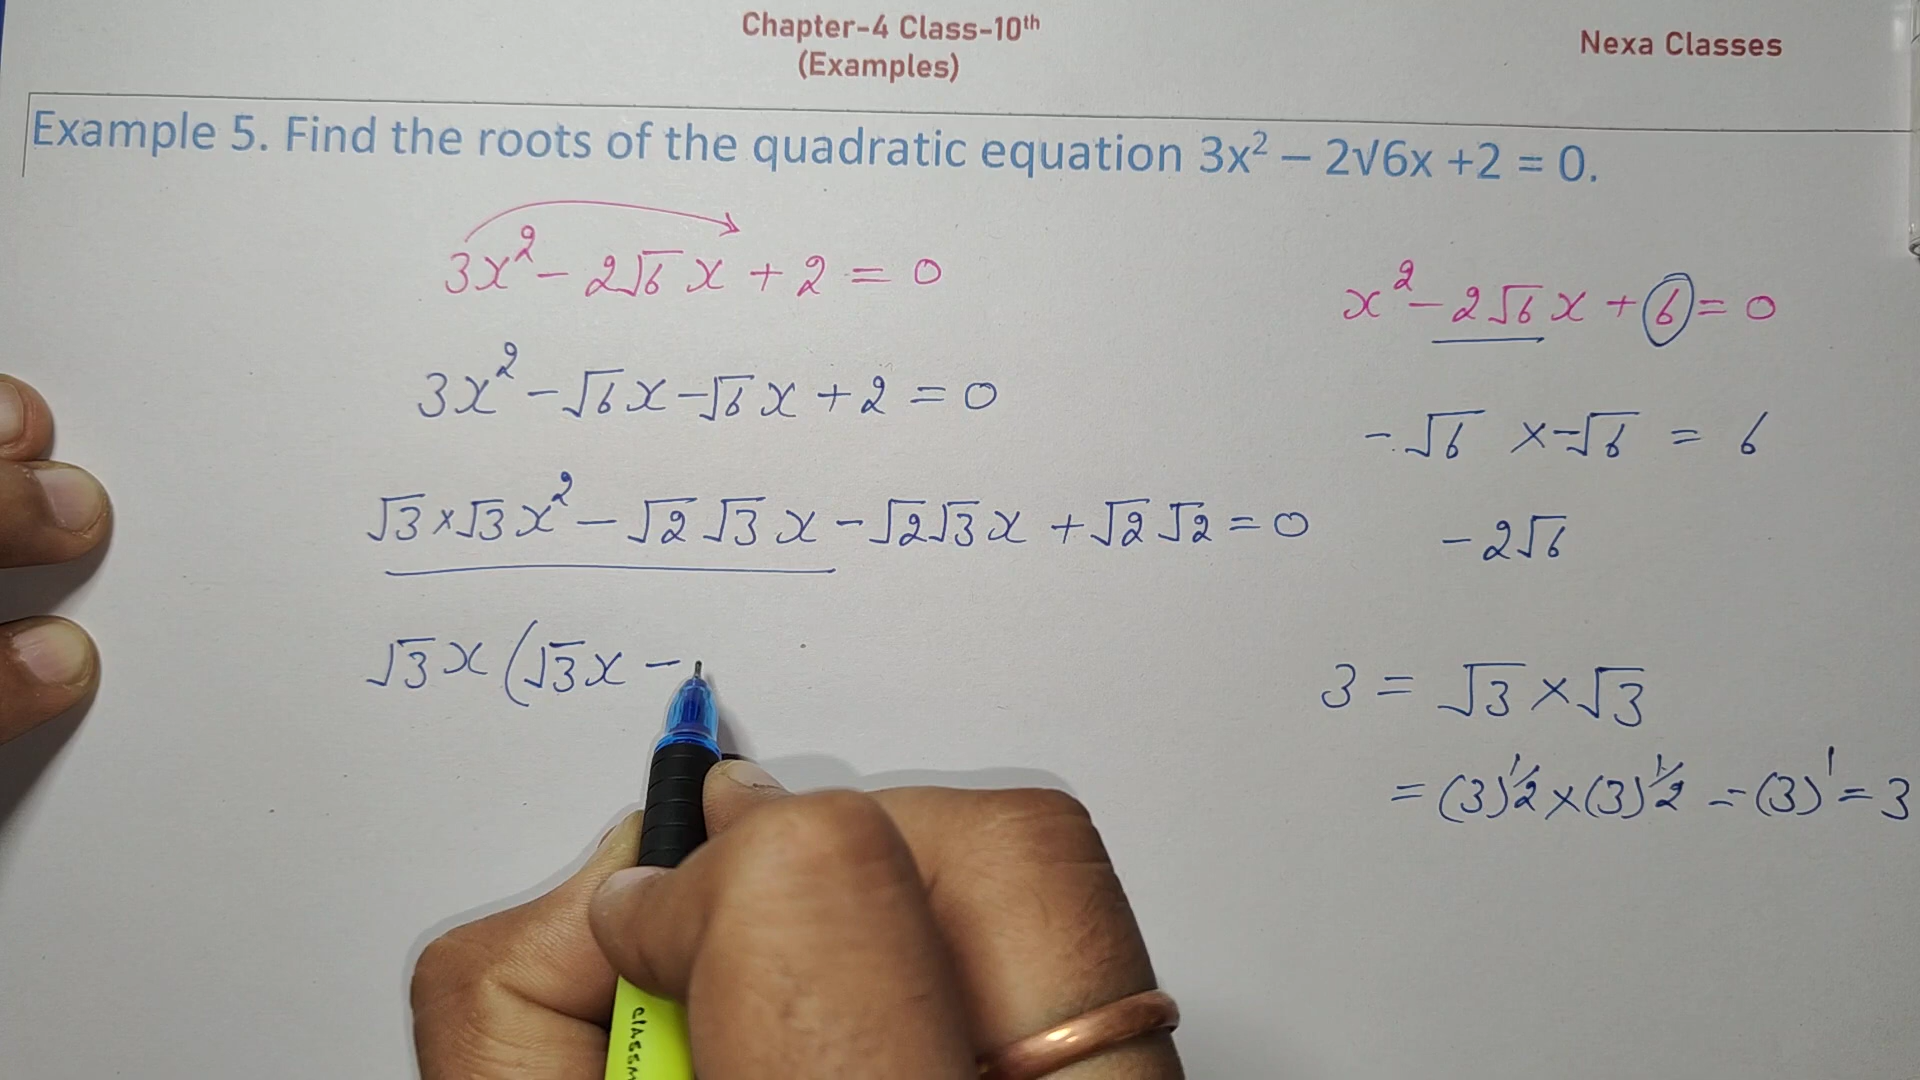 Chapter-4 Class-10th
(Examples)
Nexa Classes
Example 5. Find the roots of the quadratic equation 3x² – 2√6x +2 = 0.
3x² - 2√6 x + 2 = 0
3x² - √6 x - √6 x + 2 = 0
√3 × √3 x² - √2 √3 x - √2 √3 x + √2 √2 = 0
√3 x (√3 x -
x² - 2√6 x + 6 = 0
- √6 × -√6 = 6
- 2√6
3 = √3 × √3
= (3)^1/2 × (3)^1/2 = (3)^1 = 3